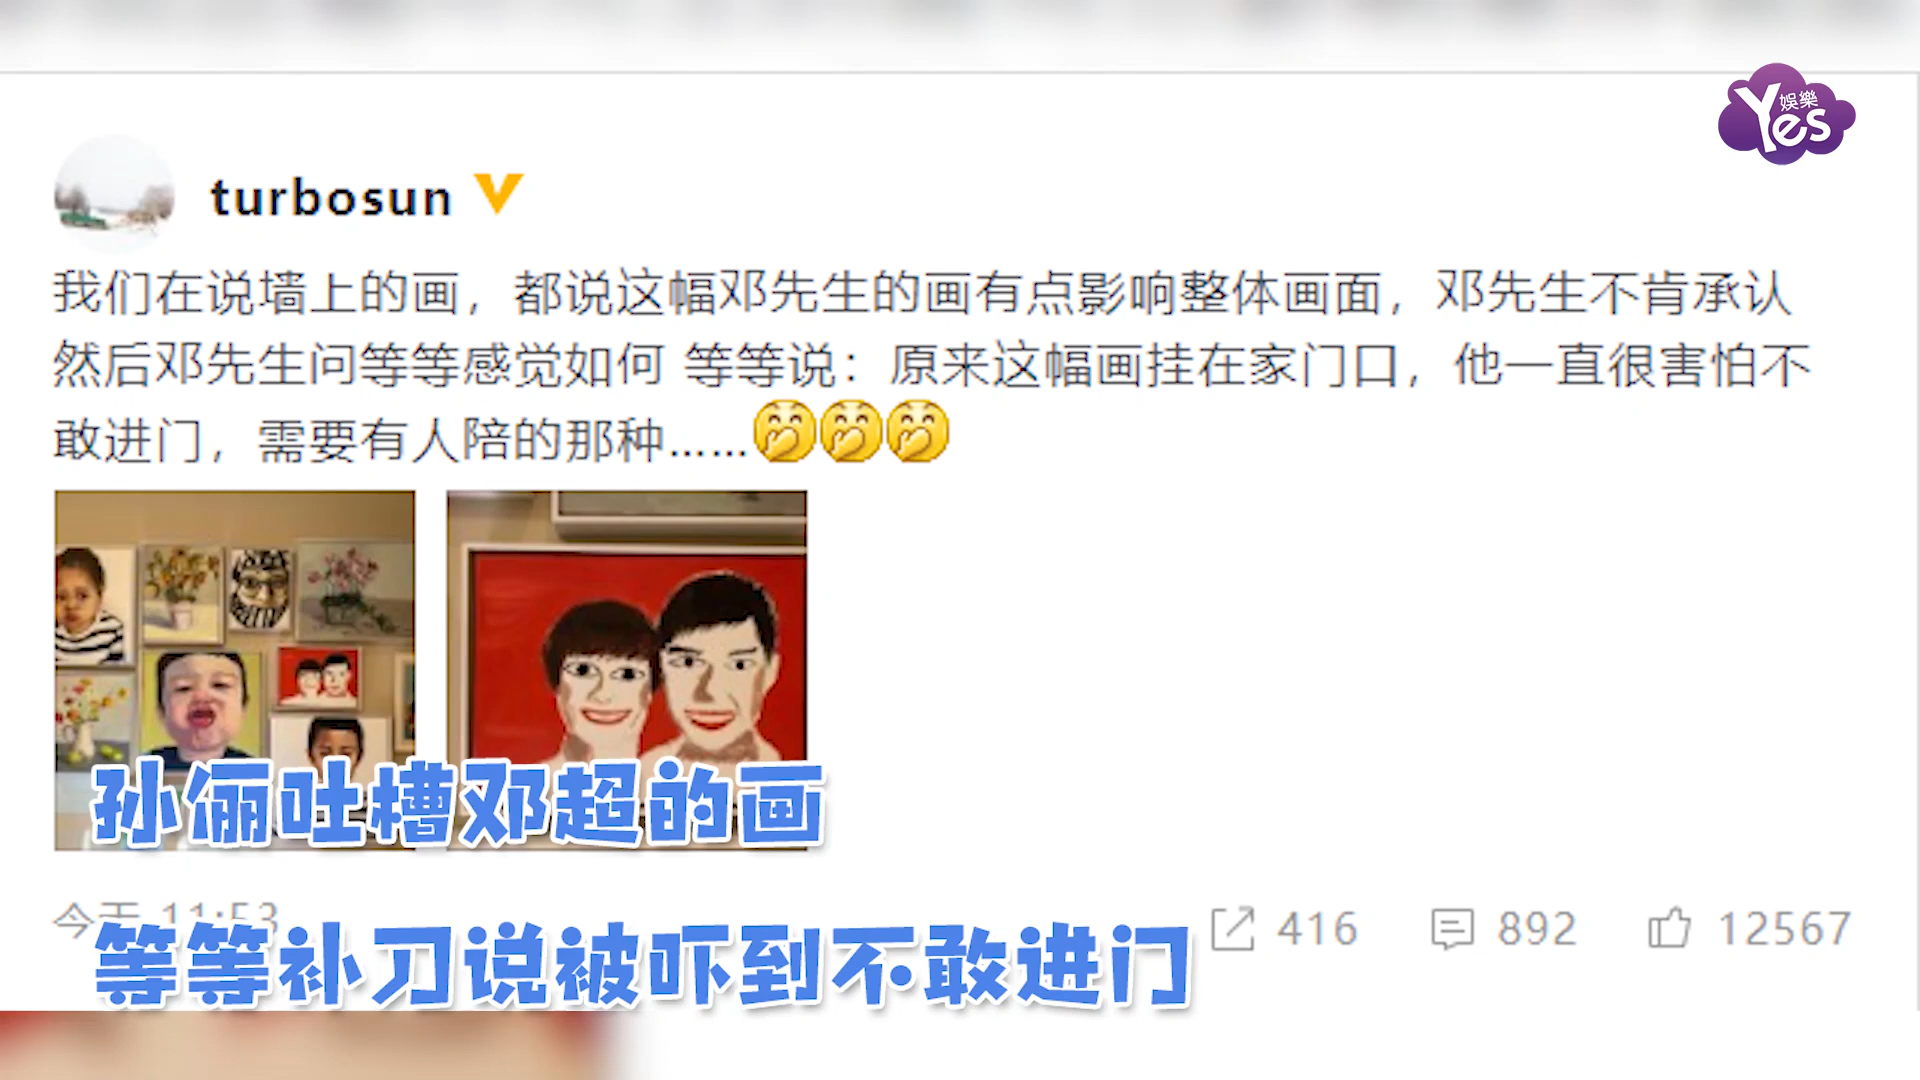 Yes 娛樂
turbosun
我们在说墙上的画，都说这幅邓先生的画有点影响整体画面，邓先生不肯承认
然后邓先生问等等感觉如何 等等说：原来这幅画挂在家门口，他一直很害怕不
敢进门，需要有人陪的那种……
孙俪吐槽邓超的画
今天 11:53
416 892 12567
等等补刀说被吓到不敢进门